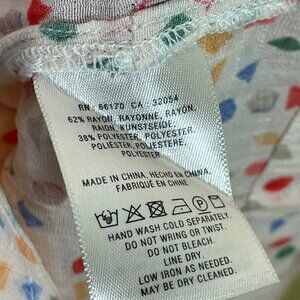 RN - 66170 CA - 32054
62% RAYON, RAYONNE, RAYÓN,
RAION, KUNSTSEIDE.
38% POLYESTER, POLYESTER,
POLIÉSTER, POLIESTERE,
POLYESTER.
MADE IN CHINA, HECHO EN CHINA,
FABRIQUÉ EN CHINE
HAND WASH COLD SEPARATELY.
DO NOT WRING OR TWIST.
DO NOT BLEACH.
LINE DRY.
LOW IRON AS NEEDED.
MAY BE DRY CLEANED.